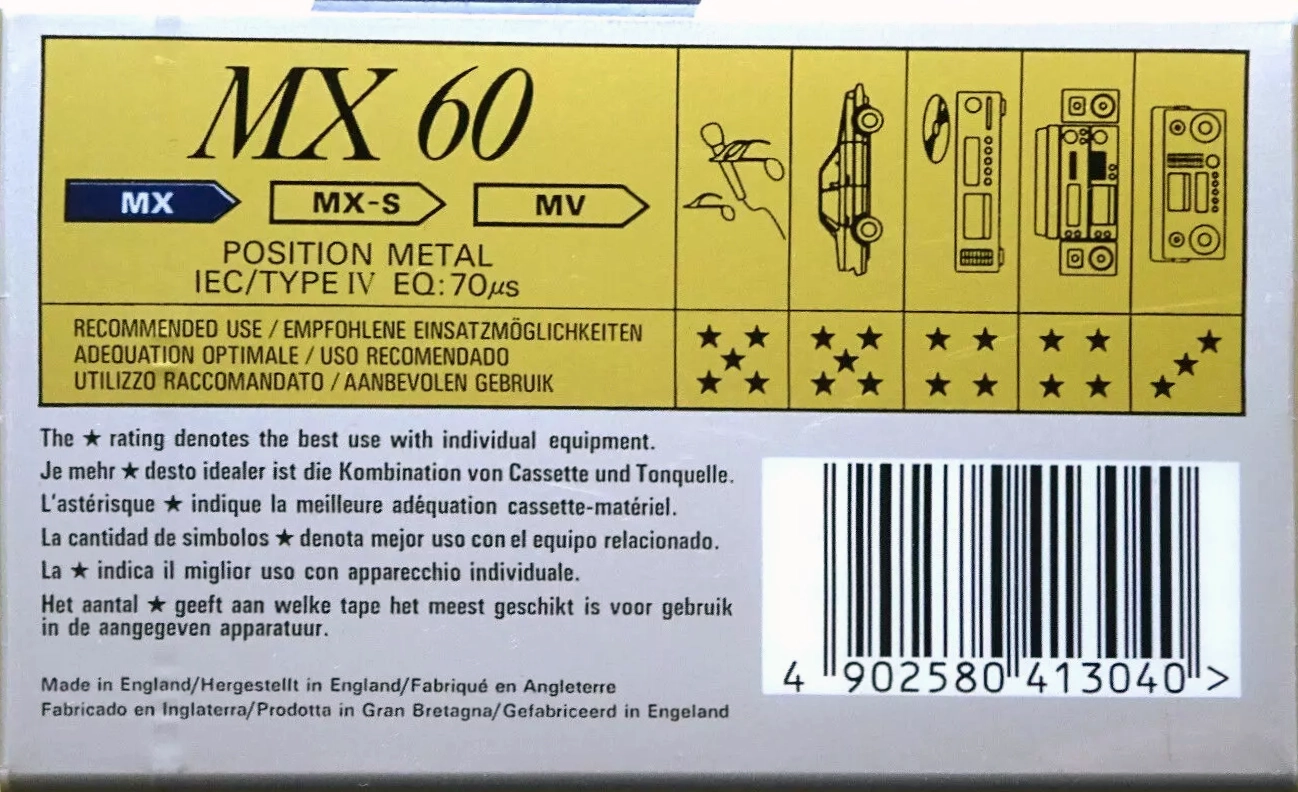 MX 60
MX MX-S MV
POSITION METAL
IEC/TYPE IV EQ: 70µs
RECOMMENDED USE / EMPFOHLENE EINSATZMÖGLICHKEITEN
ADEQUATION OPTIMALE / USO RECOMENDADO
UTILIZZO RACCOMANDATO / AANBEVOLEN GEBRUIK
The ★ rating denotes the best use with individual equipment.
Je mehr ★ desto idealer ist die Kombination von Cassette und Tonquelle.
L'astérisque ★ indique la meilleure adéquation cassette-matériel.
La cantidad de simbolos ★ denota mejor uso con el equipo relacionado.
La ★ indica il miglior uso con apparecchio individuale.
Het aantal ★ geeft aan welke tape het meest geschikt is voor gebruik
in de aangegeven apparatuur.
Made in England/Hergestellt in England/Fabriqué en Angleterre
Fabricado en Inglaterra/Prodotta in Gran Bretagna/Gefabriceerd in Engeland
4 902580 413040 >